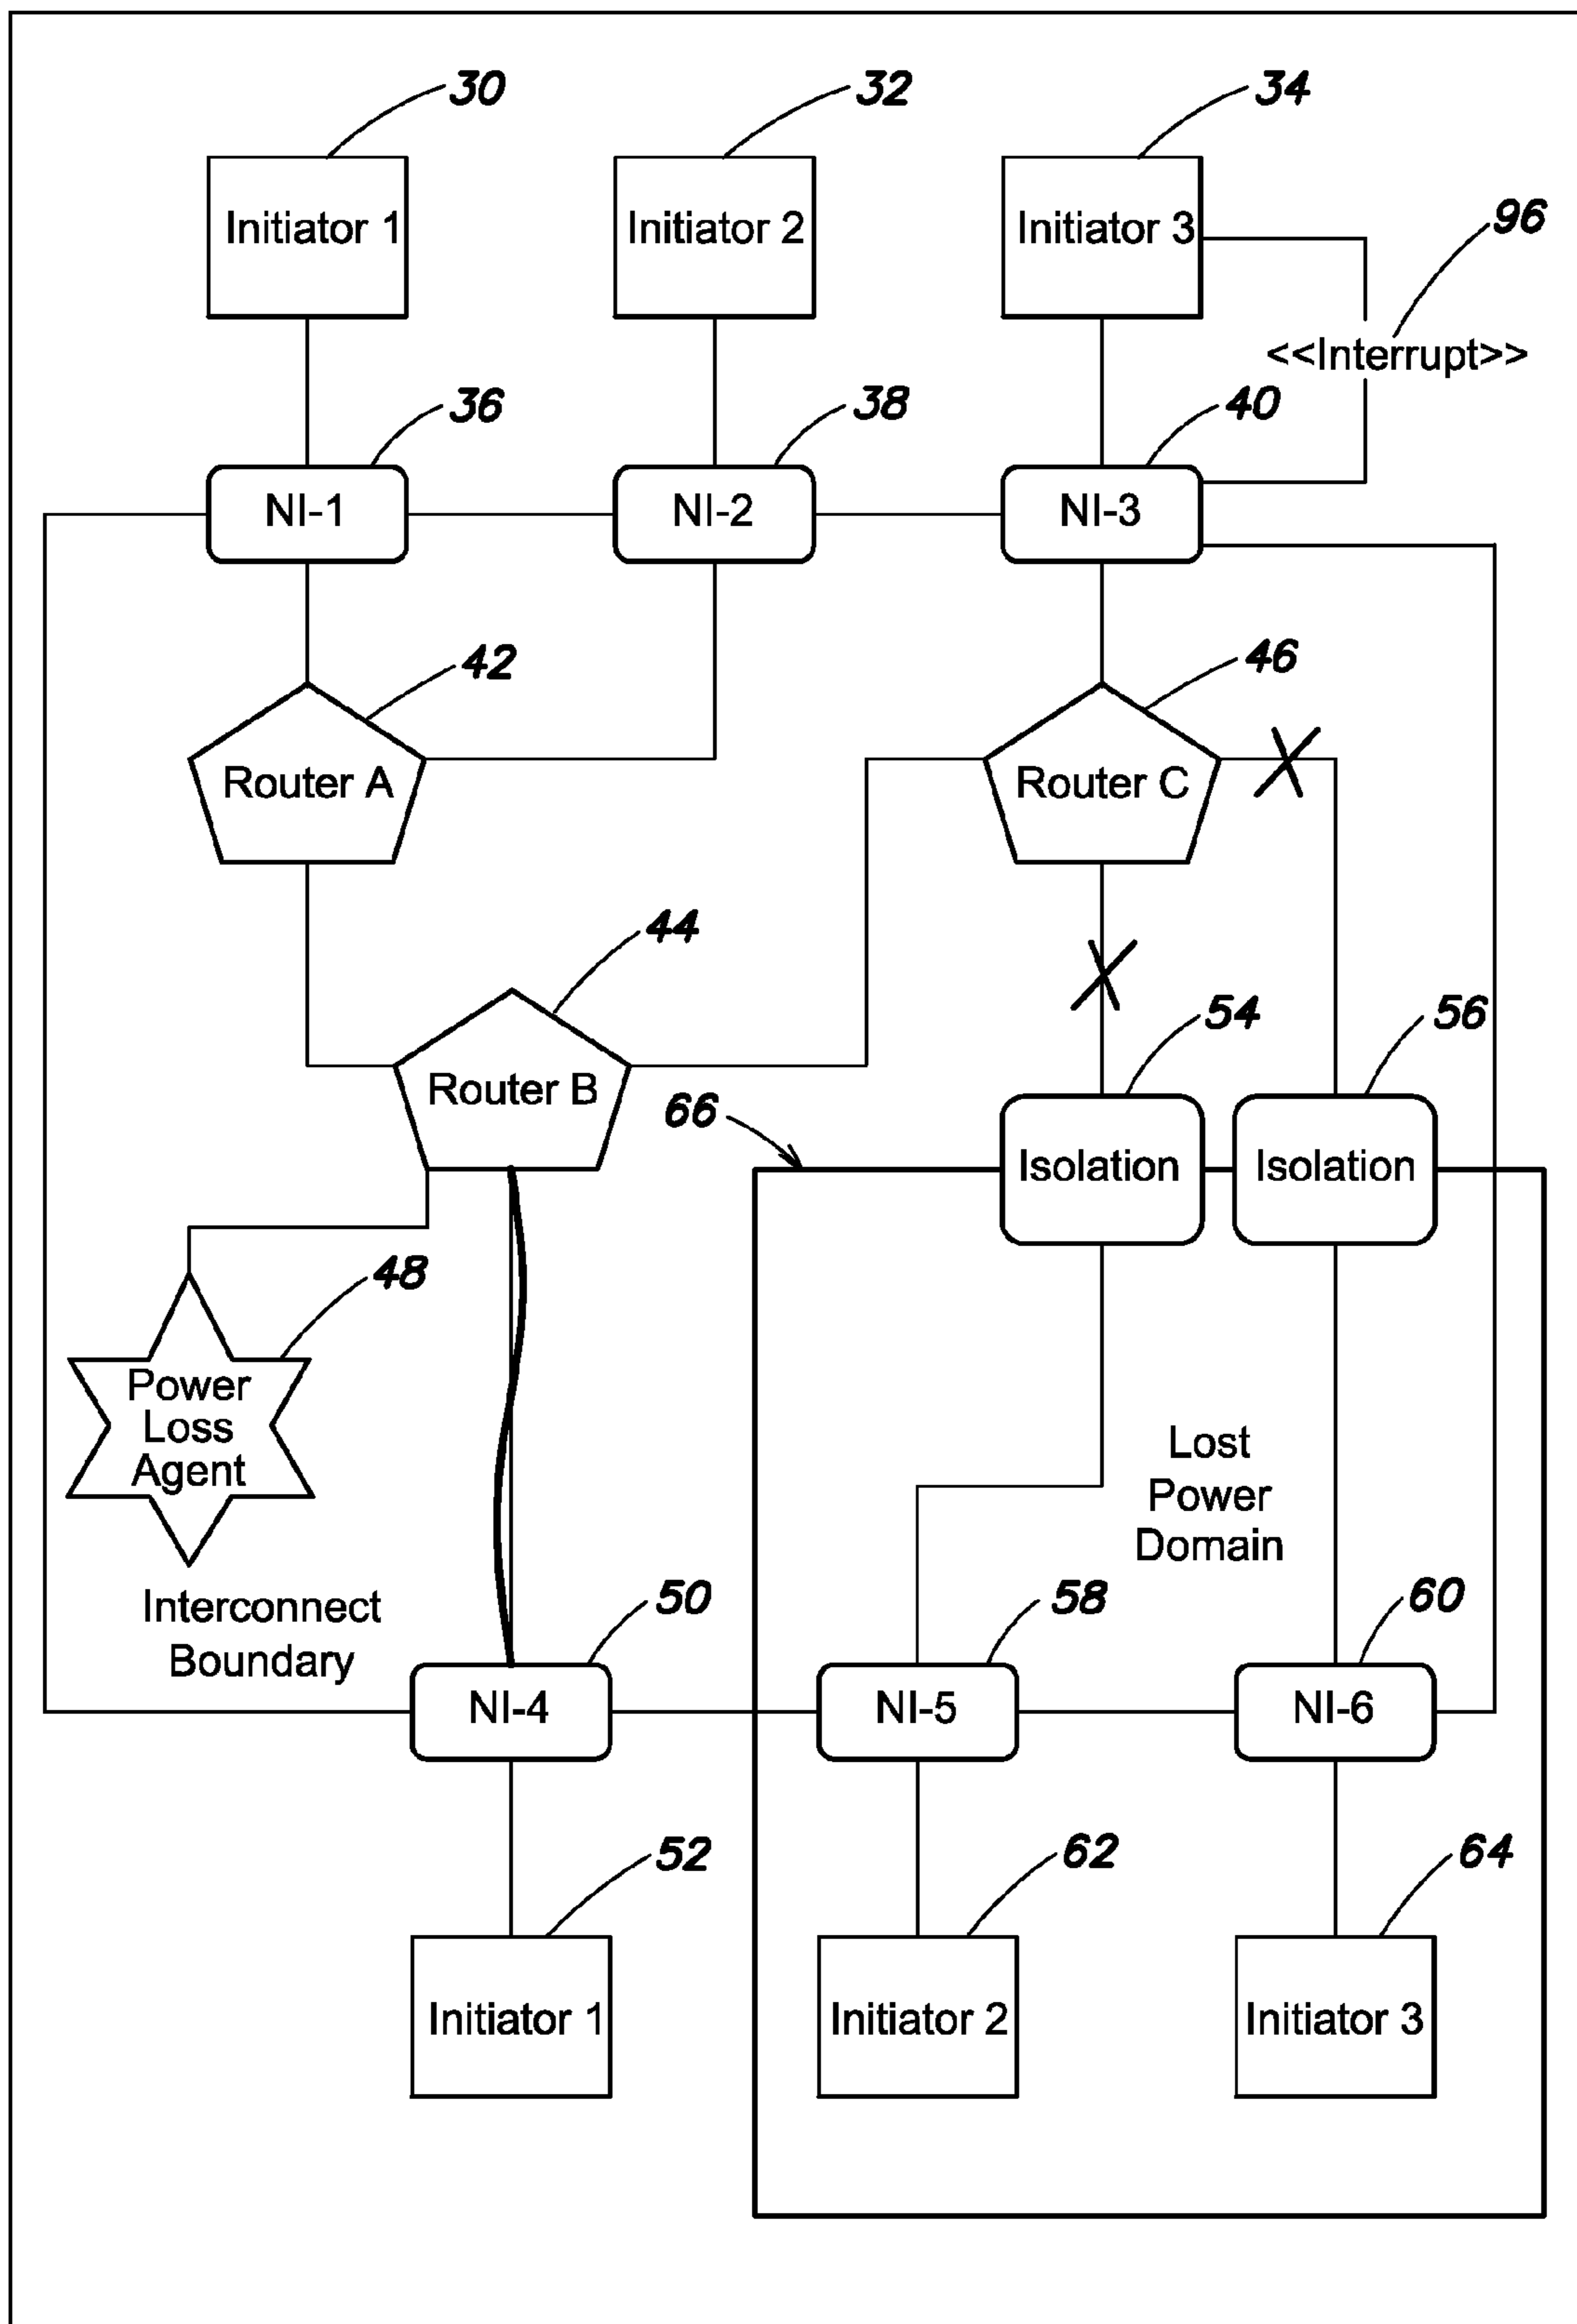 30
32
34
Initiator 1
Initiator 2
Initiator 3
96
<<Interrupt>>
36
38
40
NI-1
NI-2
NI-3
42
46
Router A
Router C
44
54
56
Router B
66
Isolation
Isolation
48
Power
Loss
Agent
Lost
Power
Domain
Interconnect
Boundary
50
58
60
NI-4
NI-5
NI-6
52
62
64
Initiator 1
Initiator 2
Initiator 3